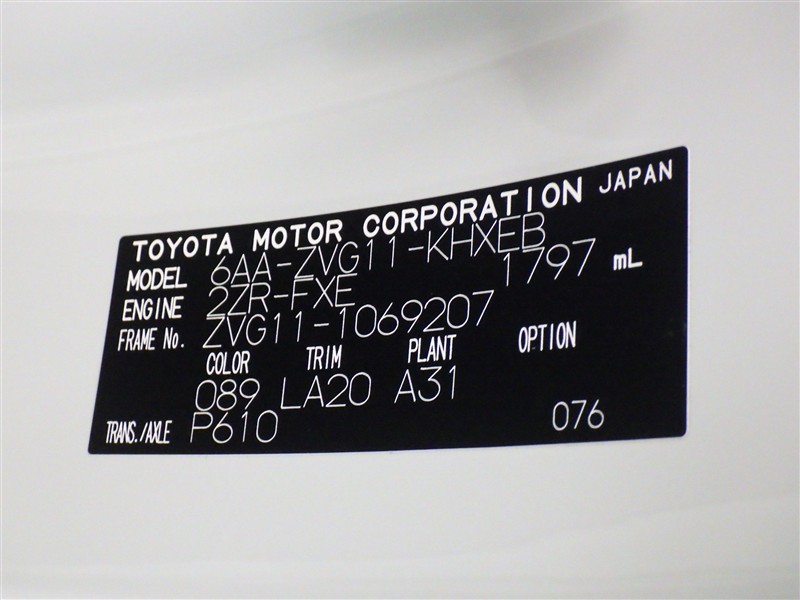 TOYOTA MOTOR CORPORATION JAPAN
MODEL 6AA-ZVG11-KHXEB
ENGINE 2ZR-FXE 1797 mL
FRAME No. ZVG11-1069207
COLOR TRIM PLANT OPTION
089 LA20 A31
TRANS./AXLE P610 076